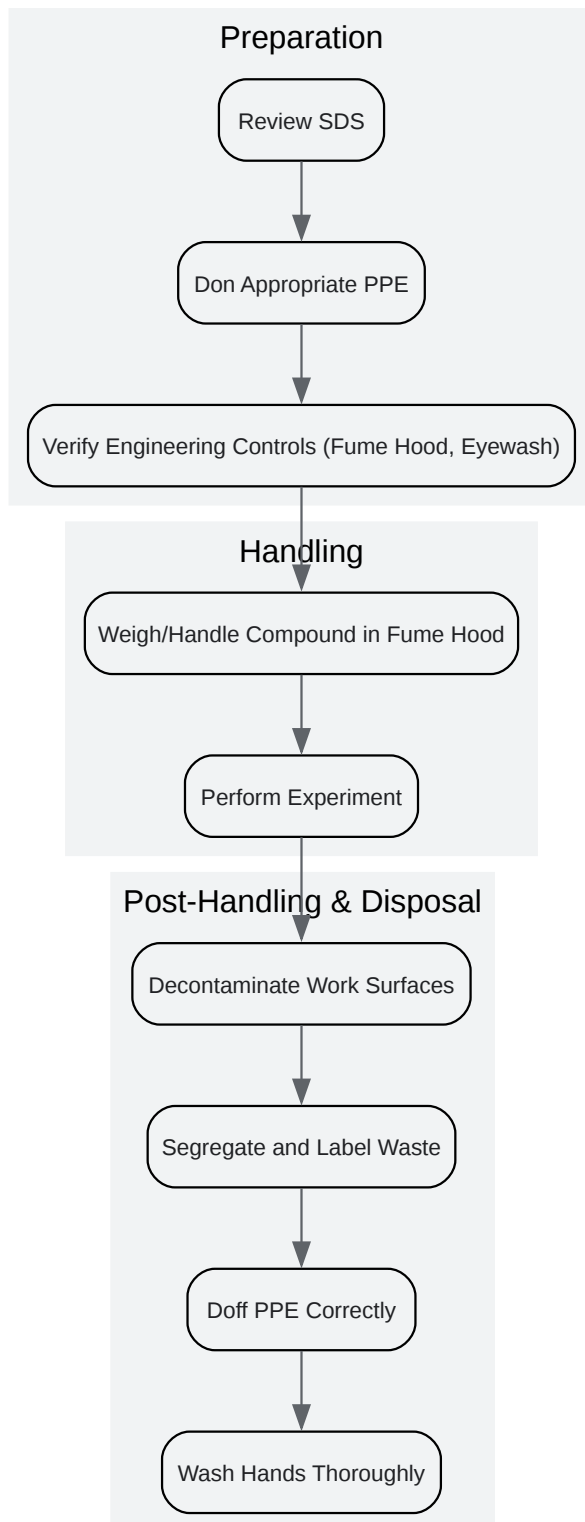 Preparation
Review SDS
Don Appropriate PPE
Verify Engineering Controls (Fume Hood, Eyewash)
Handling
Weigh/Handle Compound in Fume Hood
Perform Experiment
Post-Handling & Disposal
Decontaminate Work Surfaces
Segregate and Label Waste
Doff PPE Correctly
Wash Hands Thoroughly